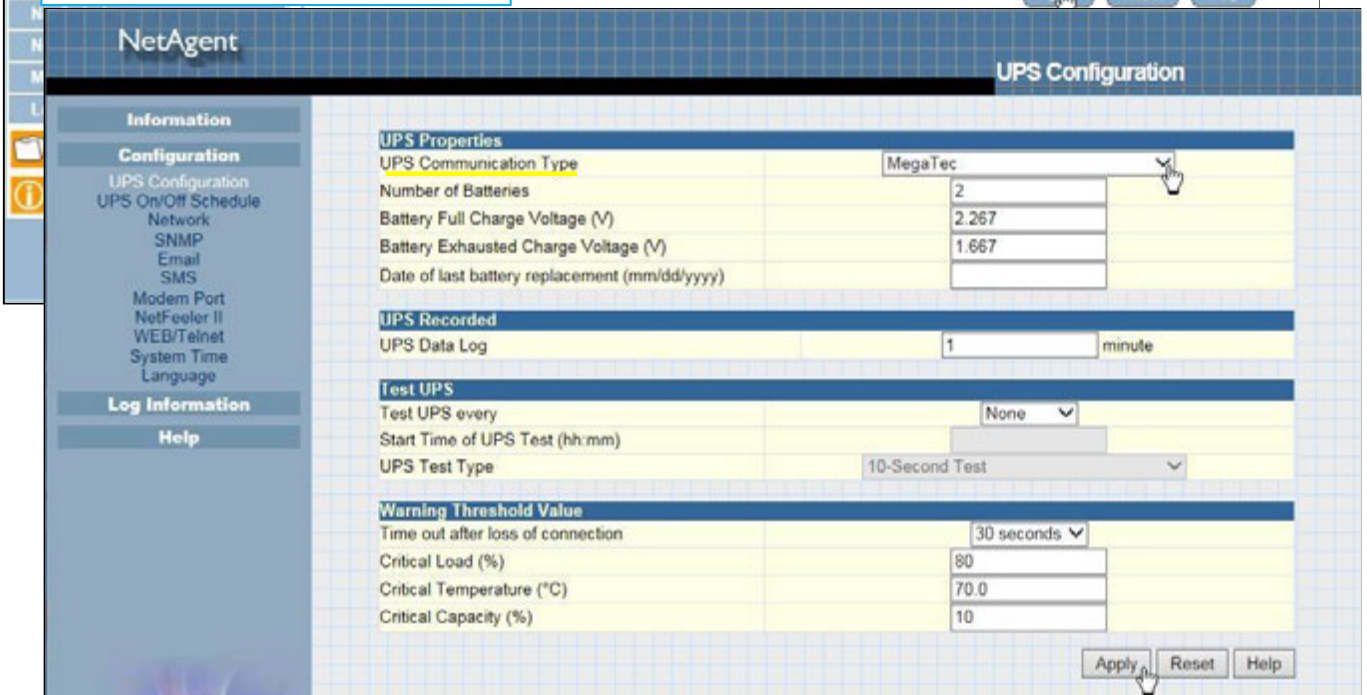 NetAgent
UPS Configuration
Information
Configuration
UPS Configuration
UPS On/Off Schedule
Network
SNMP
Email
SMS
Modem Port
NetFeeler II
WEB/Telnet
System Time
Language
Log Information
Help
UPS Properties
UPS Communication Type MegaTec
Number of Batteries 2
Battery Full Charge Voltage (V) 2.267
Battery Exhausted Charge Voltage (V) 1.667
Date of last battery replacement (mm/dd/yyyy)
UPS Recorded
UPS Data Log 1 minute
Test UPS
Test UPS every None
Start Time of UPS Test (hh:mm)
UPS Test Type 10-Second Test
Warning Threshold Value
Time out after loss of connection 30 seconds
Critical Load (%) 80
Critical Temperature (°C) 70.0
Critical Capacity (%) 10
Apply Reset Help